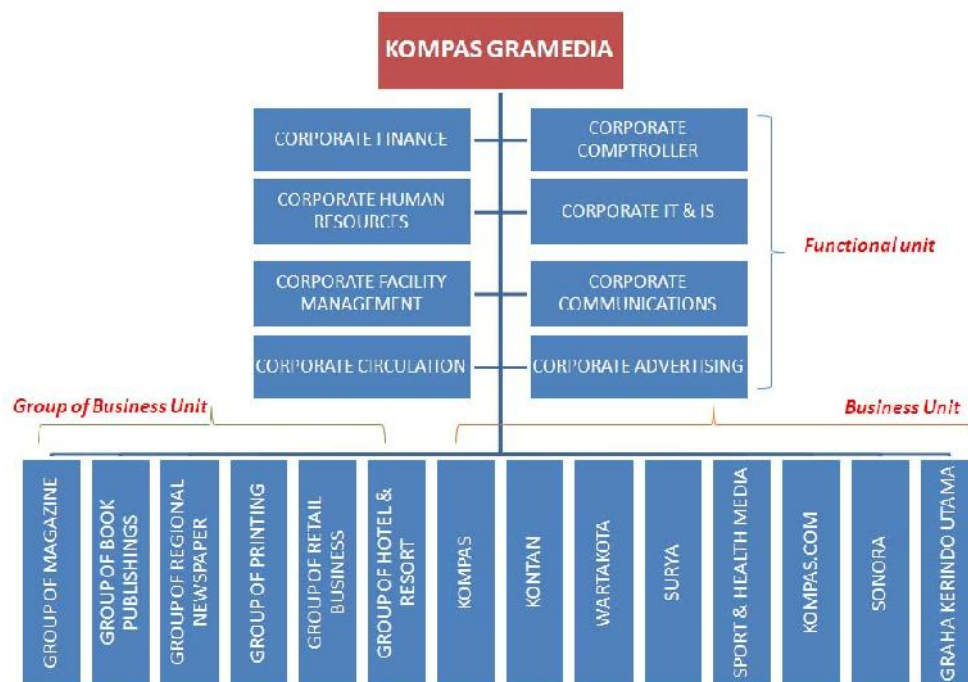 KOMPAS GRAMEDIA
CORPORATE FINANCE
CORPORATE
COMPTROLLER
CORPORATE HUMAN
RESOURCES
CORPORATE IT & IS
Functional unit
CORPORATE FACILITY
MANAGEMENT
CORPORATE
COMMUNICATIONS
CORPORATE CIRCULATION
CORPORATE ADVERTISING
Group of Business Unit
Business Unit
GROUP OF MAGAZINE
GROUP OF BOOK
PUBLISHINGS
GROUP OF REGIONAL
NEWSPAPER
GROUP OF PRINTING
GROUP OF RETAIL
BUSINESS
GROUP OF HOTEL &
RESORT
KOMPAS
KONTAN
WARTAKOTA
SURYA
SPORT & HEALTH MEDIA
KOMPAS.COM
SONORA
GRAHA KERINDO UTAMA